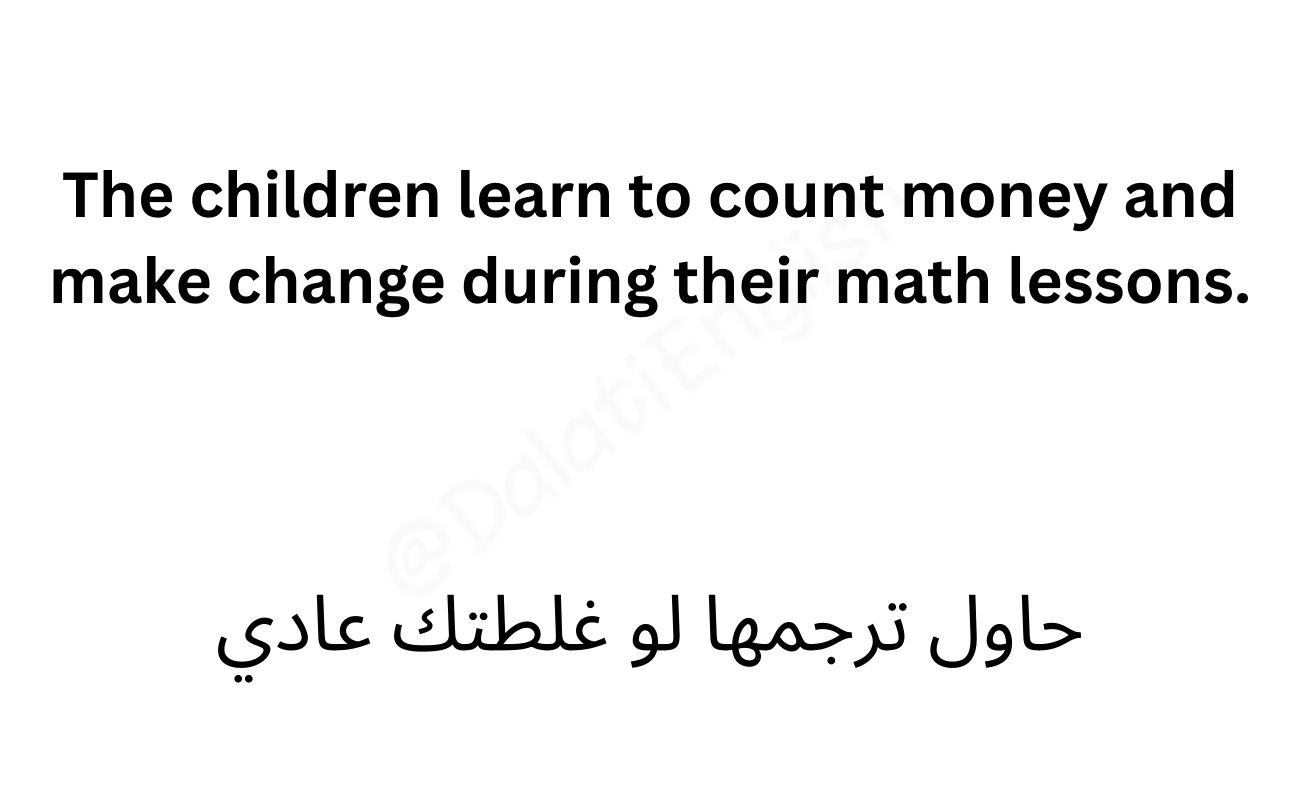 The children learn to count money and
make change during their math lessons.
@DalatiEnglish
حاول ترجمها لو غلطتك عادي